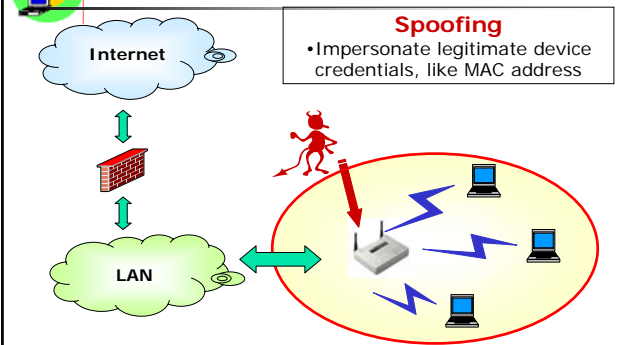 Spoofing
•Impersonate legitimate device
credentials, like MAC address
Internet
LAN